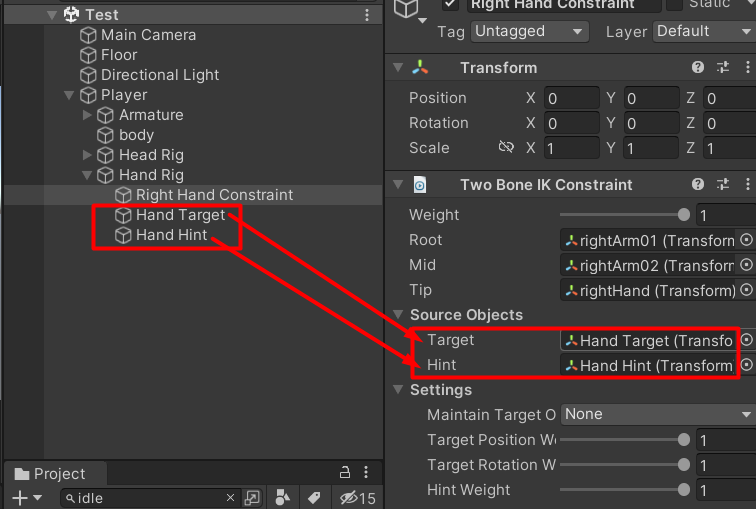 Test
Main Camera
Floor
Directional Light
Player
Armature
body
Head Rig
Hand Rig
Right Hand Constraint
Hand Target
Hand Hint
Project
idle
15
Right Hand Constraint
Static
Tag Untagged Layer Default
Transform
Position X 0 Y 0 Z 0
Rotation X 0 Y 0 Z 0
Scale X 1 Y 1 Z 1
Two Bone IK Constraint
Weight 1
Root rightArm01 (Transform
Mid rightArm02 (Transform
Tip rightHand (Transform)
Source Objects
Target Hand Target (Transfo
Hint Hand Hint (Transform
Settings
Maintain Target O None
Target Position We 1
Target Rotation W 1
Hint Weight 1